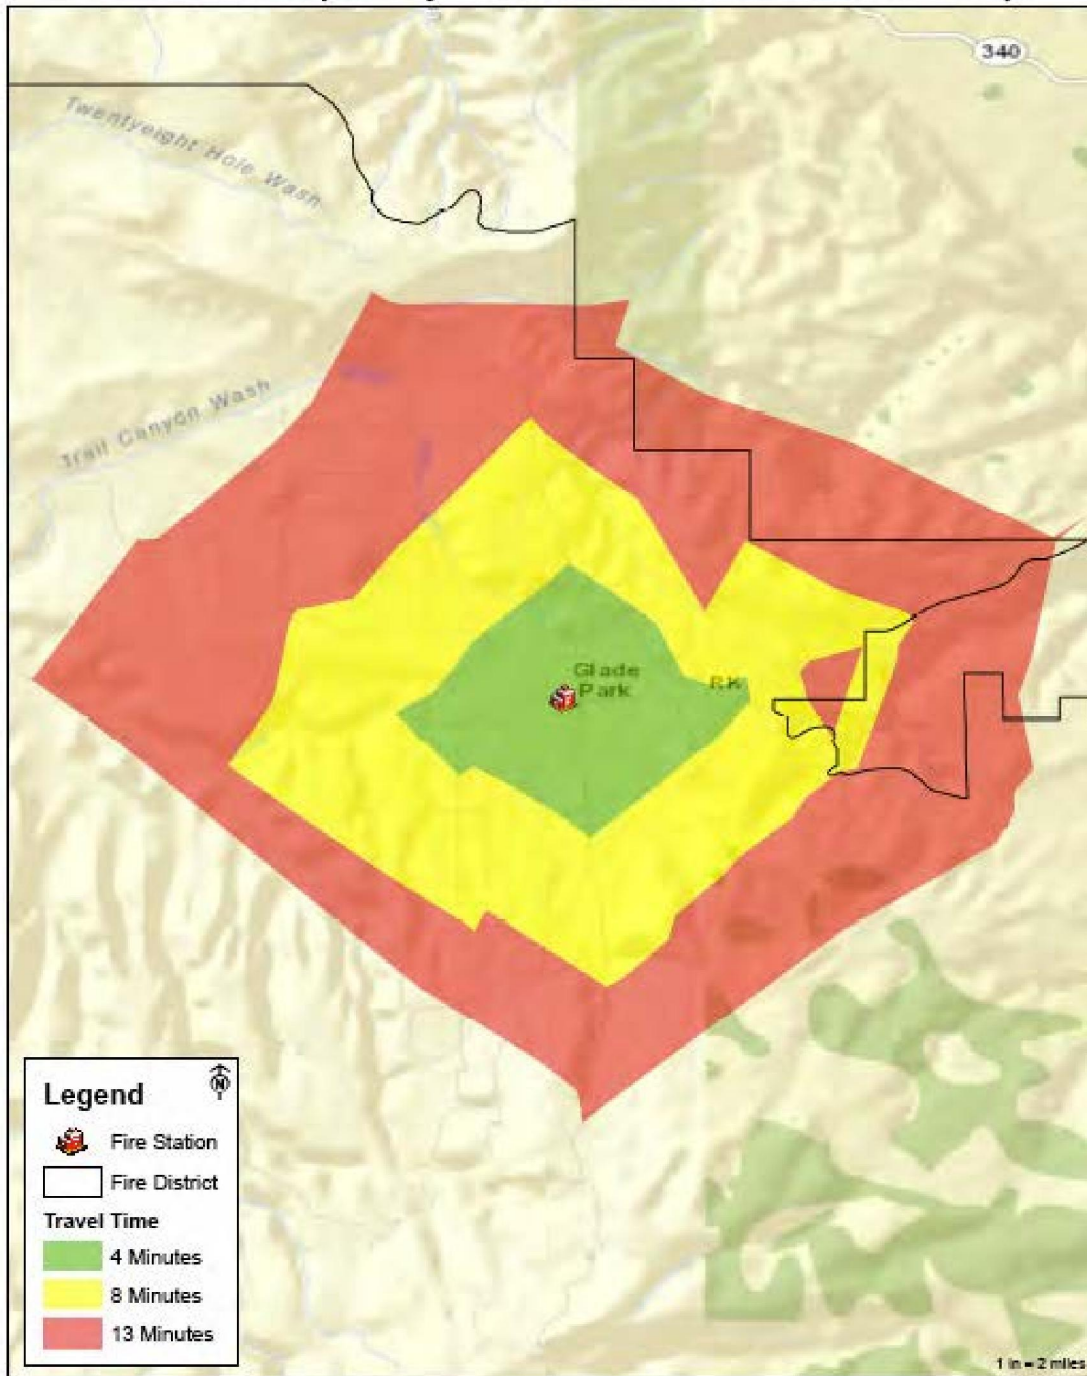 340
Twentyeight Hole Wash
Trail Canyon Wash
Glade
Park
Legend
N
Fire Station
Fire District
Travel Time
4 Minutes
8 Minutes
13 Minutes
1 in = 2 miles